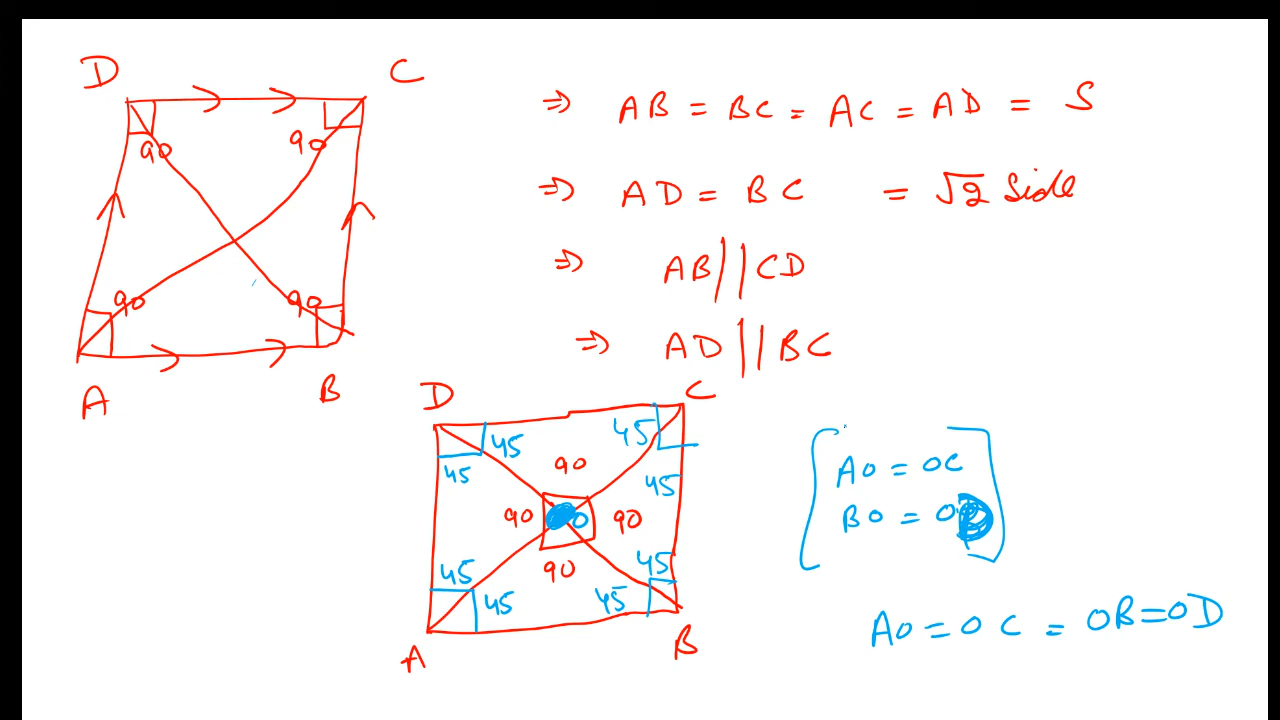 D C
90 90
90 90
A B
⇒ AB = BC = AC = AD = S
⇒ AD = BC = √2 Side
⇒ AB || CD
⇒ AD || BC
D C
45 45
45 90 45
90 O 90
45 90 45
45 45
A B
AO = OC
BO = OD
AO = OC = OB = OD